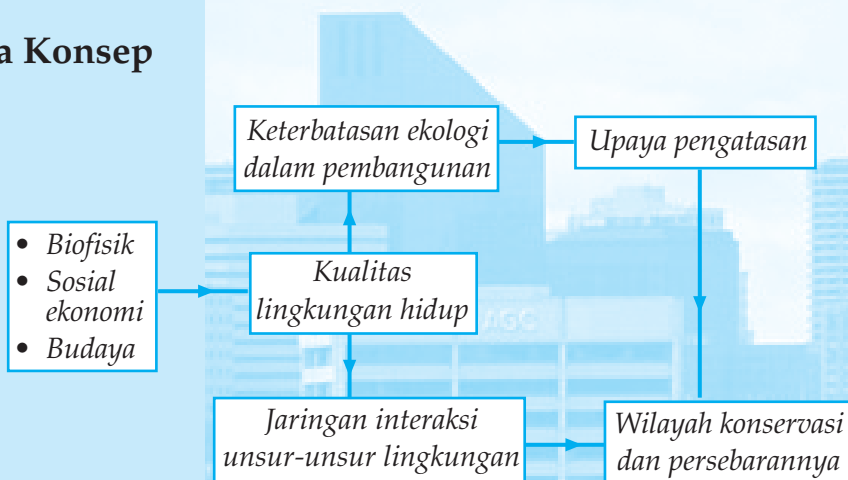 a Konsep
Keterbatasan ekologi
dalam pembangunan
Upaya pengatasan
• Biofisik
• Sosial
ekonomi
• Budaya
Kualitas
lingkungan hidup
AGC
Jaringan interaksi
unsur-unsur lingkungan
Wilayah konservasi
dan persebarannya